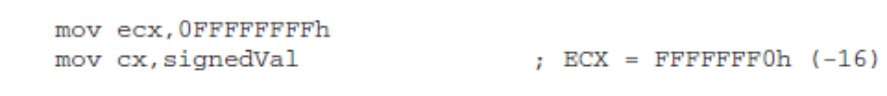 mov ecx,0FFFFFFFFh
mov cx,signedVal ; ECX = FFFFFFF0h (-16)